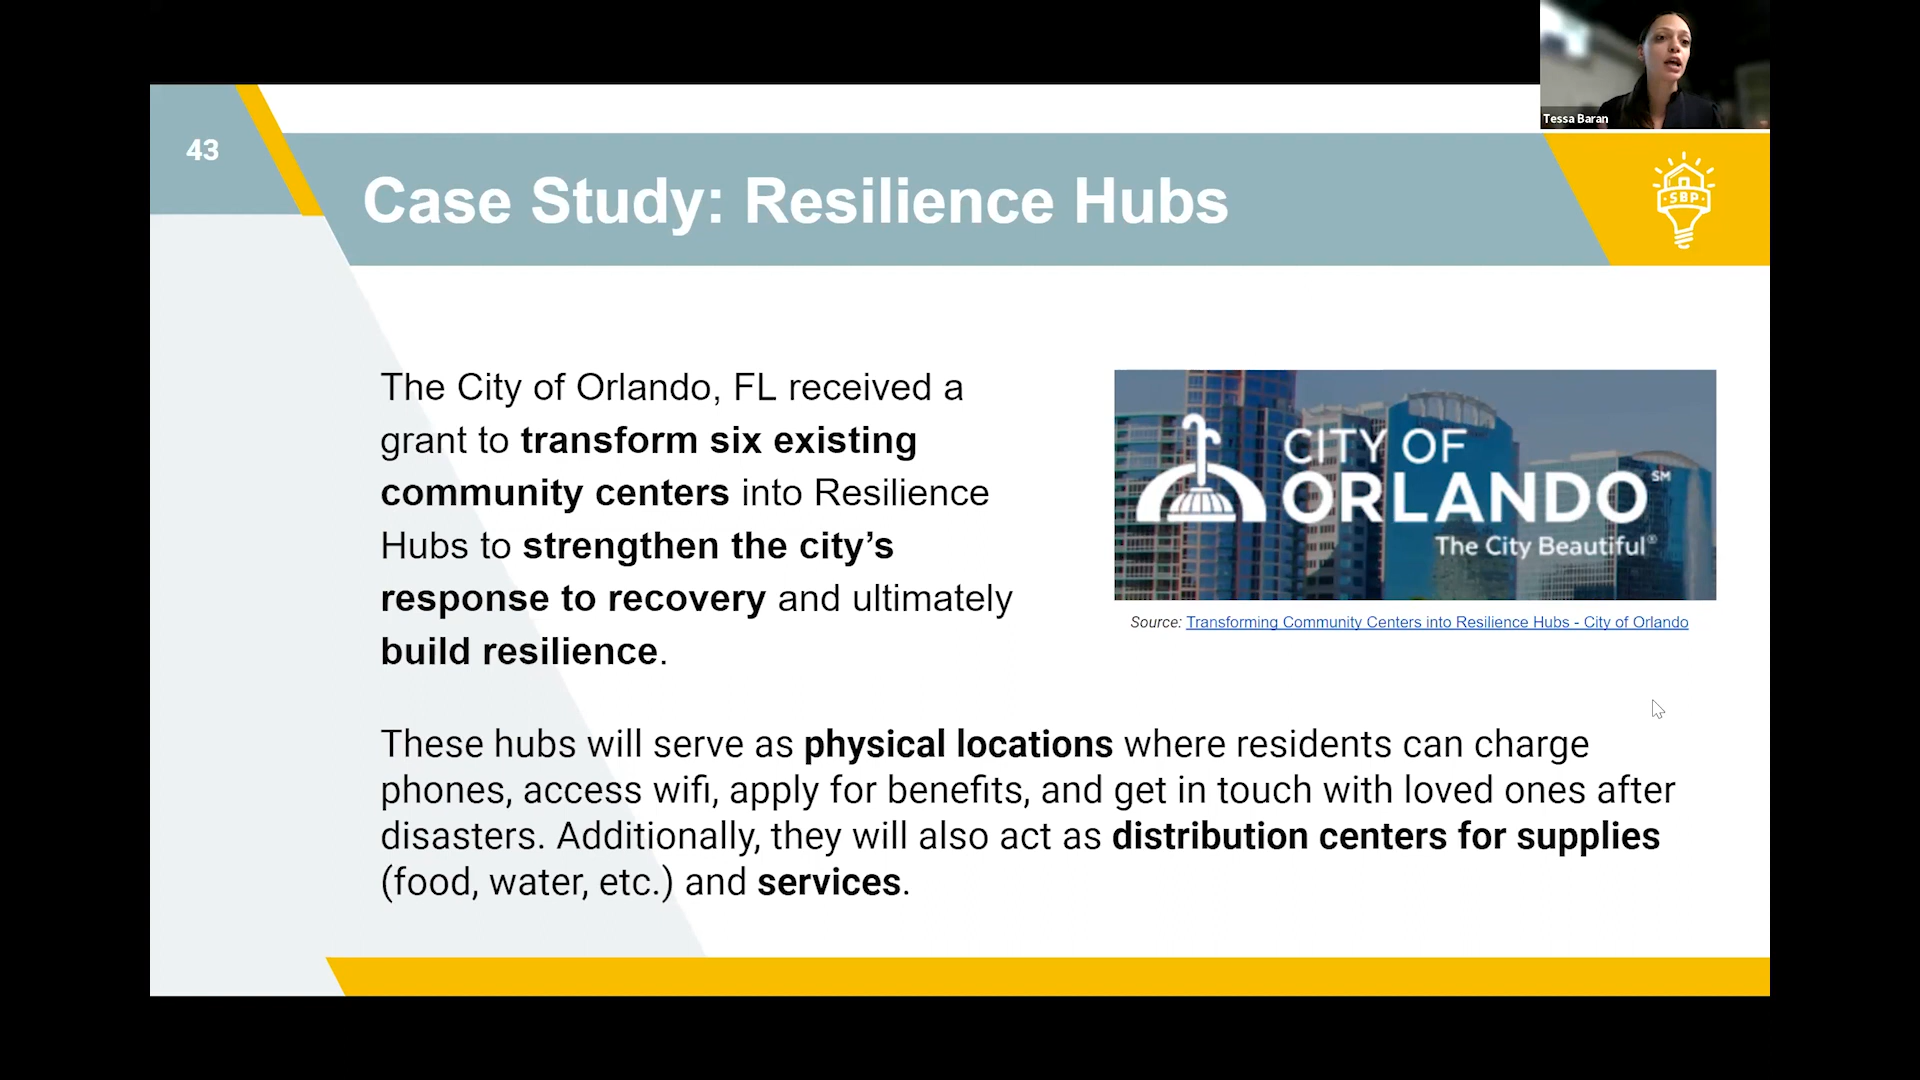 Tessa Baran
43
Case Study: Resilience Hubs
SBP
The City of Orlando, FL received a
grant to transform six existing
community centers into Resilience
Hubs to strengthen the city’s
response to recovery and ultimately
build resilience.
CITY OF
ORLANDO℠
The City Beautiful®
Source: Transforming Community Centers into Resilience Hubs - City of Orlando
These hubs will serve as physical locations where residents can charge
phones, access wifi, apply for benefits, and get in touch with loved ones after
disasters. Additionally, they will also act as distribution centers for supplies
(food, water, etc.) and services.